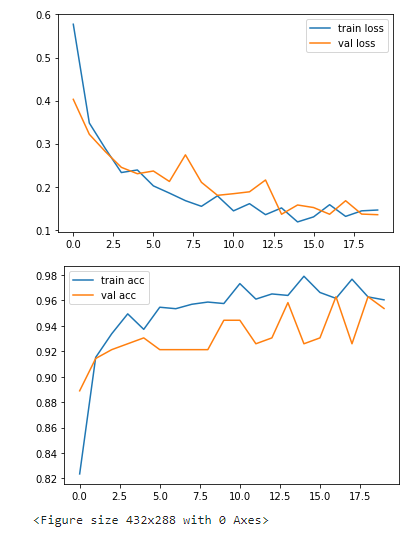 0.6
train loss
val loss
0.5
0.4
0.3
0.2
0.1
0.0 2.5 5.0 7.5 10.0 12.5 15.0 17.5
0.98
train acc
val acc
0.96
0.94
0.92
0.90
0.88
0.86
0.84
0.82
0.0 2.5 5.0 7.5 10.0 12.5 15.0 17.5
<Figure size 432x288 with 0 Axes>